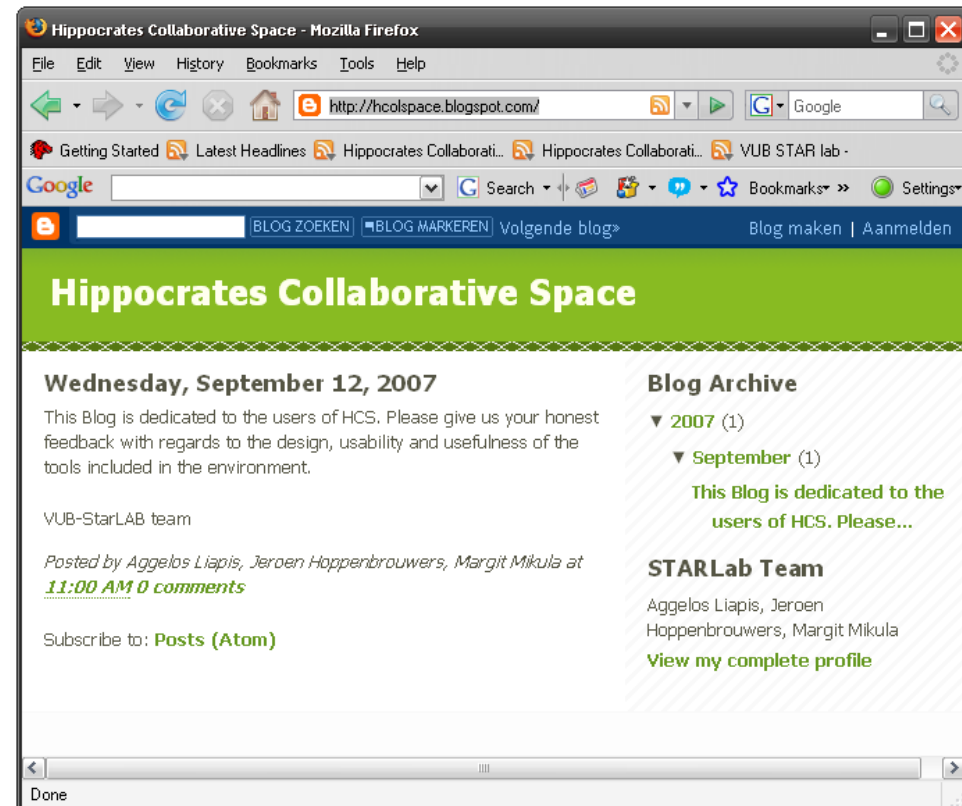 Hippocrates Collaborative Space - Mozilla Firefox
File Edit View History Bookmarks Tools Help
http://hcolspace.blogspot.com/ G Google
Getting Started Latest Headlines Hippocrates Collaborati... Hippocrates Collaborati... VUB STAR lab -
Google G Search Bookmarks » Settings
BLOG ZOEKEN BLOG MARKEREN Volgende blog» Blog maken | Aanmelden
Hippocrates Collaborative Space
Wednesday, September 12, 2007
This Blog is dedicated to the users of HCS. Please give us your honest
feedback with regards to the design, usability and usefulness of the
tools included in the environment.
VUB-StarLAB team
Posted by Aggelos Liapis, Jeroen Hoppenbrouwers, Margit Mikula at
11:00 AM 0 comments
Subscribe to: Posts (Atom)
Blog Archive
▼ 2007 (1)
▼ September (1)
This Blog is dedicated to the
users of HCS. Please...
STARLab Team
Aggelos Liapis, Jeroen
Hoppenbrouwers, Margit Mikula
View my complete profile
Done